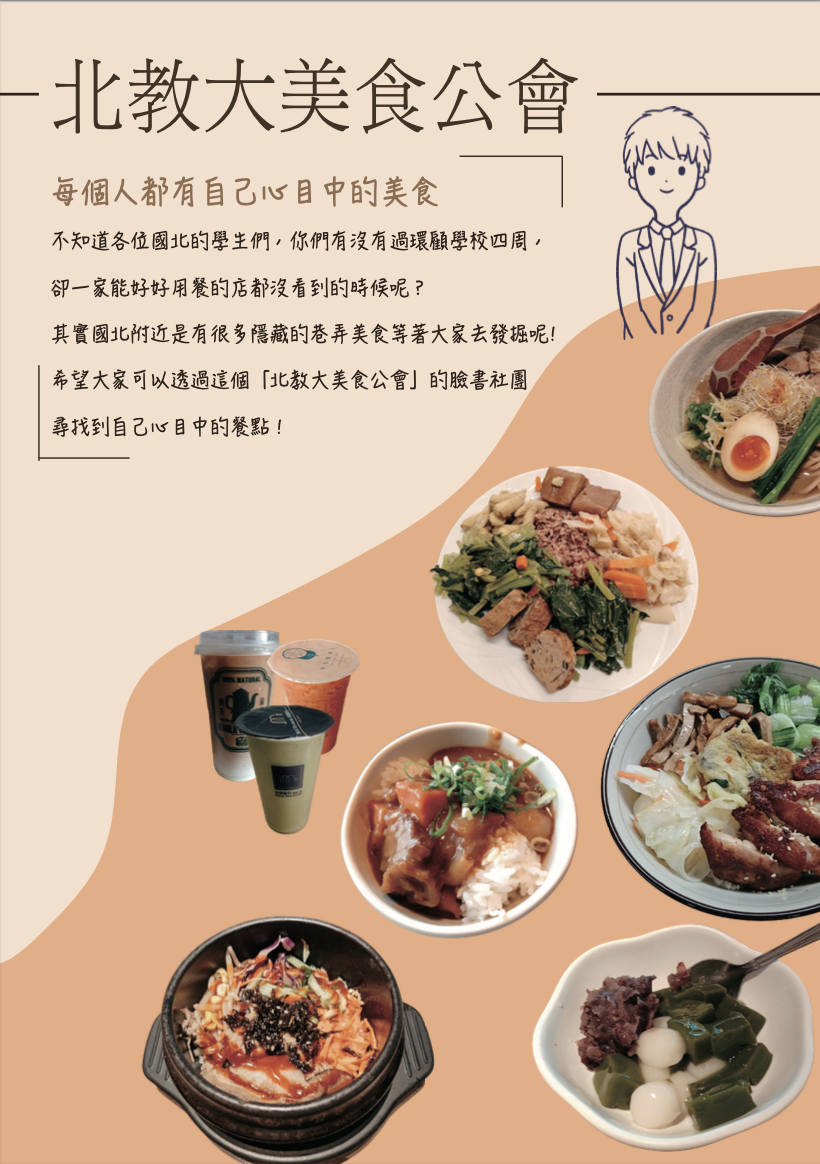 北教大美食公會
每個人都有自己心目中的美食
不知道各位國北的學生們，你們有沒有過環顧學校四周，
卻一家能好好用餐的店都沒看到的時候呢？
其實國北附近是有很多隱藏的巷弄美食等著大家去發掘呢!
希望大家可以透過這個「北教大美食公會」的臉書社團
尋找到自己心目中的餐點！
100% NATURAL